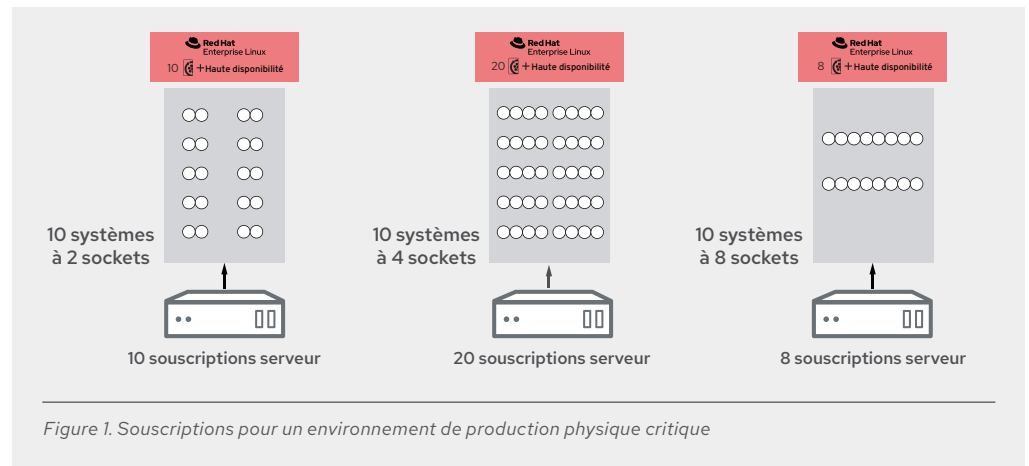 Red Hat
Enterprise Linux
10 + Haute disponibilité
10 systèmes
à 2 sockets
10 souscriptions serveur
Red Hat
Enterprise Linux
20 + Haute disponibilité
10 systèmes
à 4 sockets
20 souscriptions serveur
Red Hat
Enterprise Linux
8 + Haute disponibilité
10 systèmes
à 8 sockets
8 souscriptions serveur
Figure 1. Souscriptions pour un environnement de production physique critique